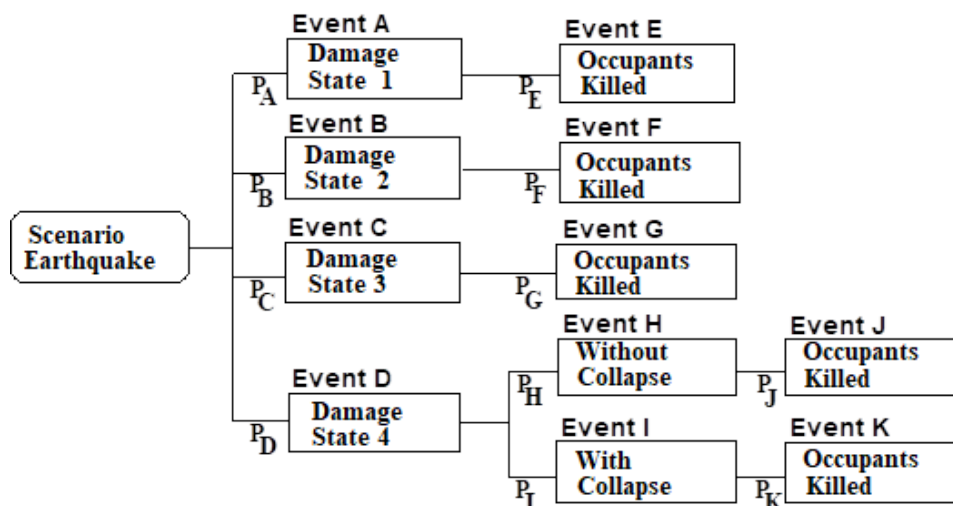 Event A
Damage
State 1
P_A
Event E
Occupants
Killed
P_E
Event B
Damage
State 2
P_B
Event F
Occupants
Killed
P_F
Scenario
Earthquake
Event C
Damage
State 3
P_C
Event G
Occupants
Killed
P_G
Event D
Damage
State 4
P_D
Event H
Without
Collapse
P_H
Event J
Occupants
Killed
P_J
Event I
With
Collapse
P_I
Event K
Occupants
Killed
P_K